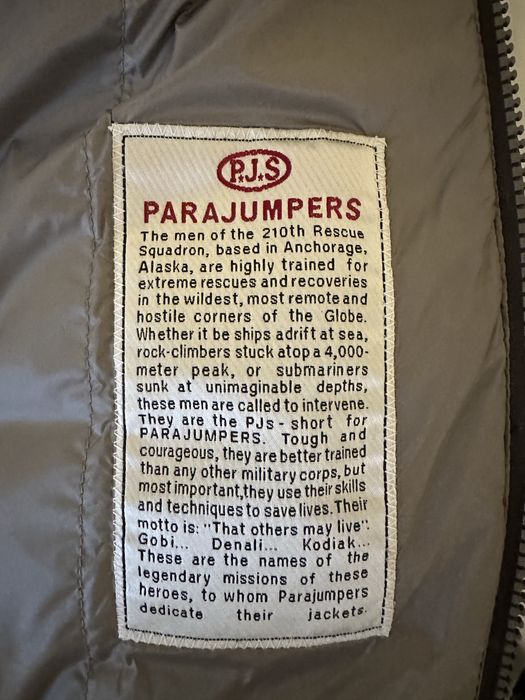 P.J.S
PARAJUMPERS
The men of the 210th Rescue
Squadron, based in Anchorage,
Alaska, are highly trained for
extreme rescues and recoveries
in the wildest, most remote and
hostile corners of the Globe.
Whether it be ships adrift at sea,
rock-climbers stuck atop a 4,000-
meter peak, or submariners
sunk at unimaginable depths,
these men are called to intervene.
They are the PJs - short for
PARAJUMPERS. Tough and
courageous, they are better trained
than any other military corps, but
most important,they use their skills
and techniques to save lives. Their
motto is: "That others may live".
Gobi... Denali... Kodiak...
These are the names of the
legendary missions of these
heroes, to whom Parajumpers
dedicate their jackets.